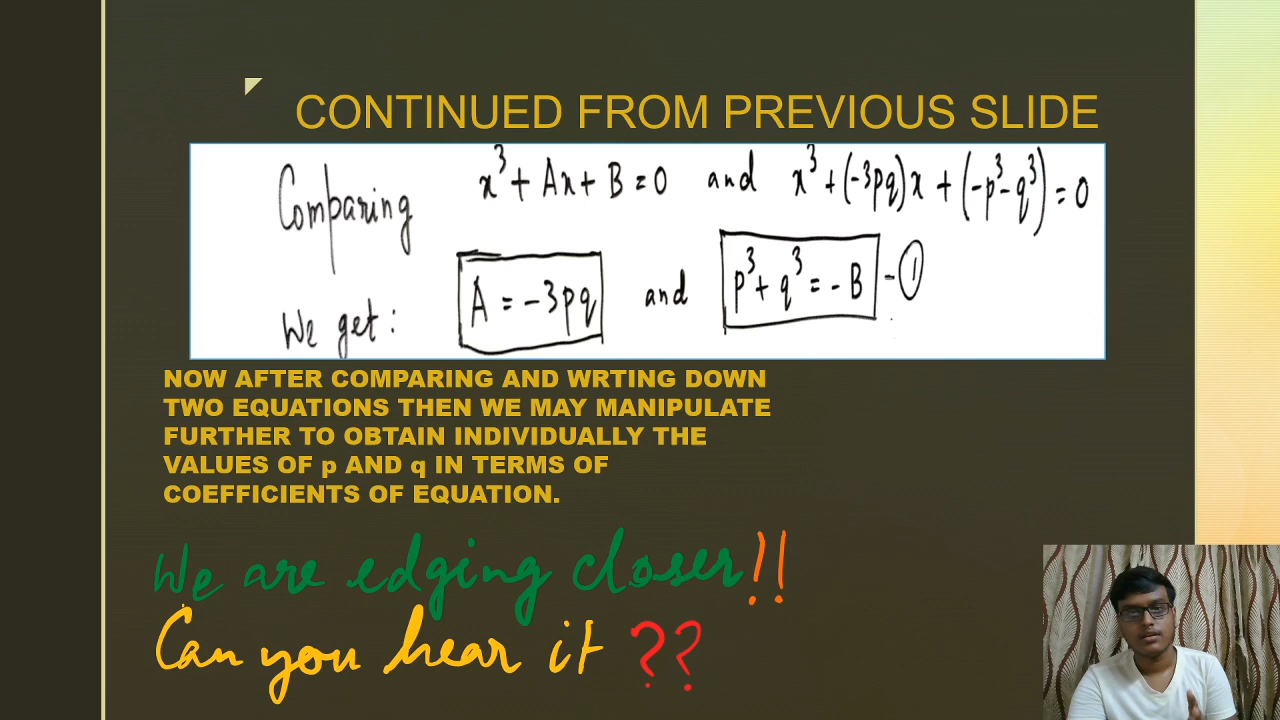 CONTINUED FROM PREVIOUS SLIDE
Comparing x³ + Ax + B = 0 and x³ + (-3pq)x + (-p³-q³) = 0
We get: A = -3pq and p³ + q³ = -B - ①
NOW AFTER COMPARING AND WRTING DOWN
TWO EQUATIONS THEN WE MAY MANIPULATE
FURTHER TO OBTAIN INDIVIDUALLY THE
VALUES OF p AND q IN TERMS OF
COEFFICIENTS OF EQUATION.
We are edging closer!!
Can you hear it ??